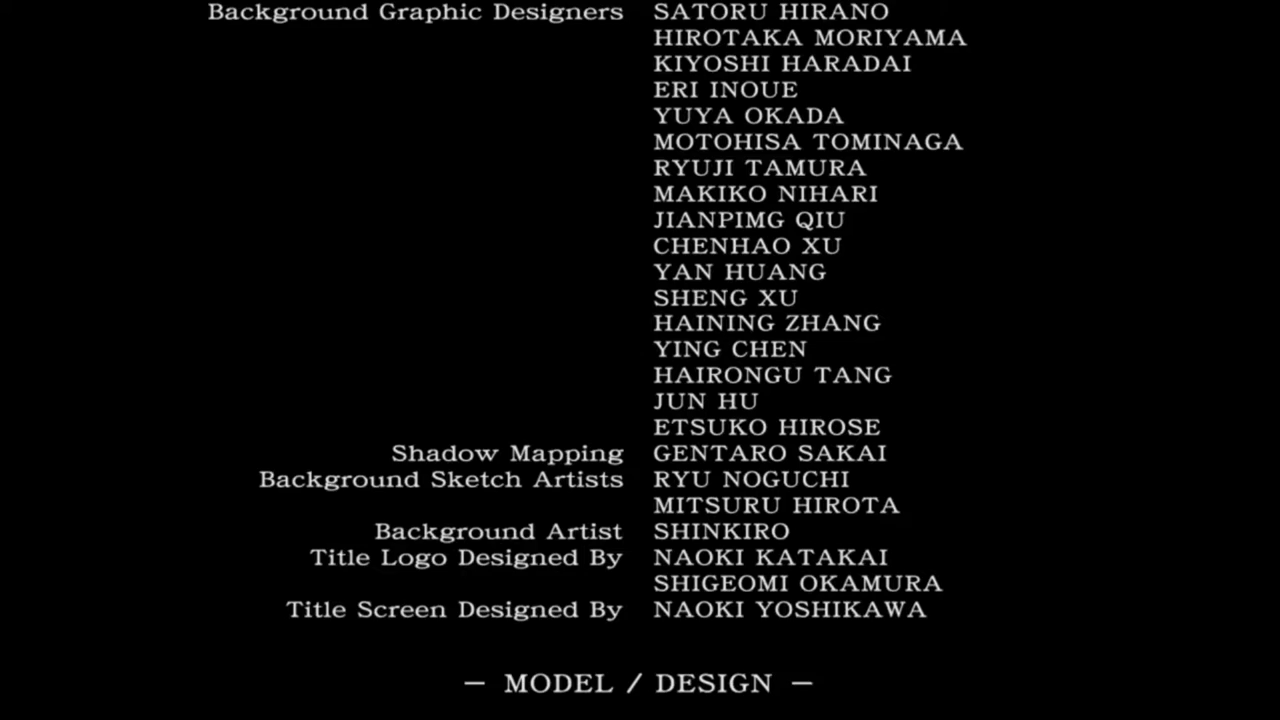 Background Graphic Designers SATORU HIRANO
HIROTAKA MORIYAMA
KIYOSHI HARADAI
ERI INOUE
YUYA OKADA
MOTOHISA TOMINAGA
RYUJI TAMURA
MAKIKO NIHARI
JIANPIMG QIU
CHENHAO XU
YAN HUANG
SHENG XU
HAINING ZHANG
YING CHEN
HAIRONGU TANG
JUN HU
ETSUKO HIROSE
Shadow Mapping GENTARO SAKAI
Background Sketch Artists RYU NOGUCHI
MITSURU HIROTA
Background Artist SHINKIRO
Title Logo Designed By NAOKI KATAKAI
SHIGEOMI OKAMURA
Title Screen Designed By NAOKI YOSHIKAWA
— MODEL / DESIGN —